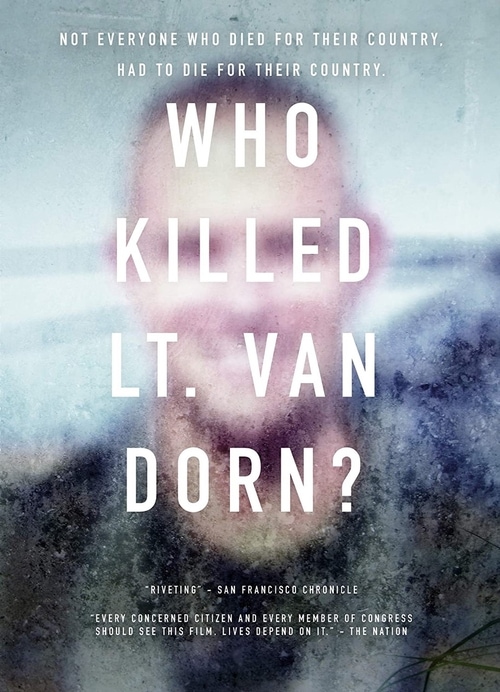 NOT EVERYONE WHO DIED FOR THEIR COUNTRY,
HAD TO DIE FOR THEIR COUNTRY.
WHO
KILLED
LT. VAN
DORN?
"RIVETING" - SAN FRANCISCO CHRONICLE
"EVERY CONCERNED CITIZEN AND EVERY MEMBER OF CONGRESS
SHOULD SEE THIS FILM. LIVES DEPEND ON IT." - THE NATION